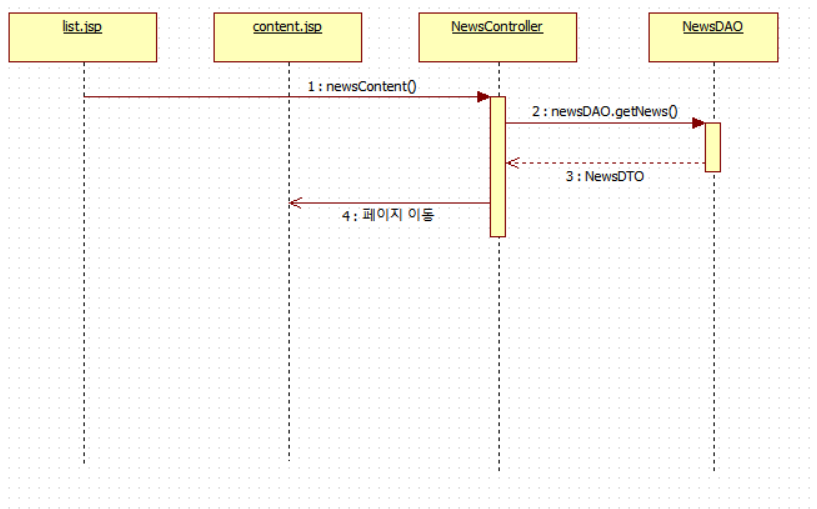 list.jsp
content.jsp
NewsController
NewsDAO
1 : newsContent()
2 : newsDAO.getNews()
3 : NewsDTO
4 : 페이지 이동